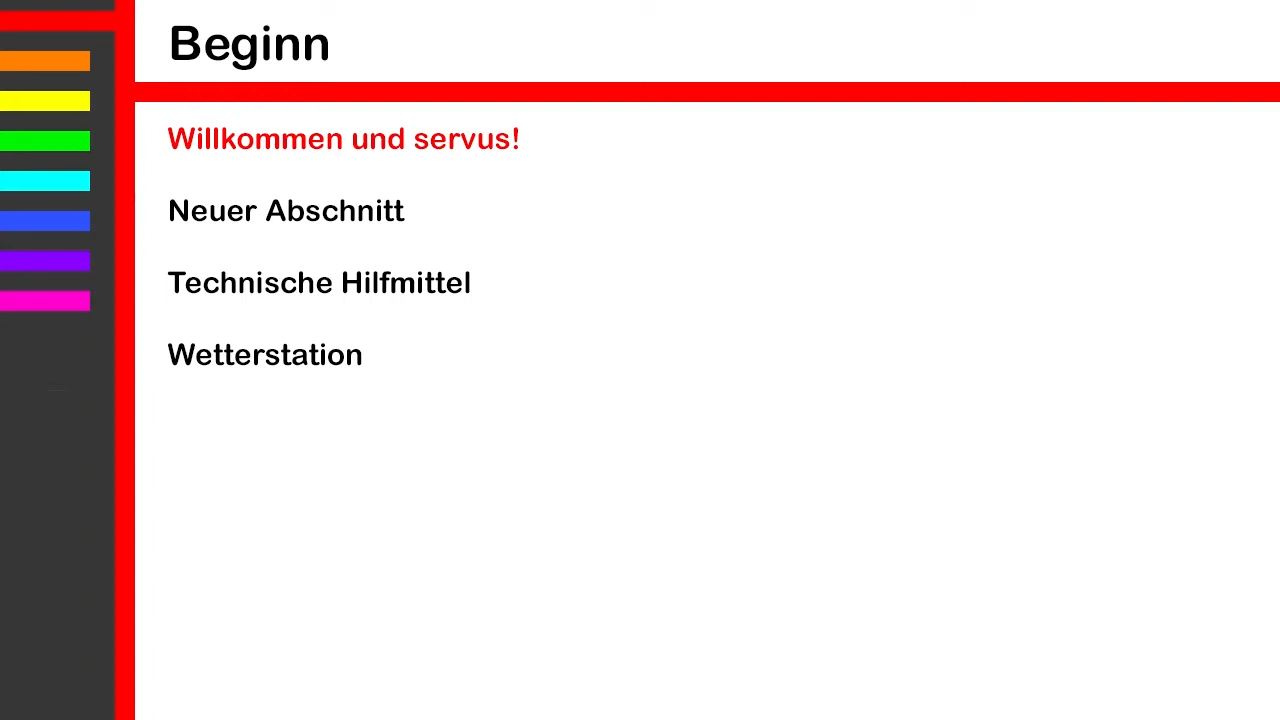 Beginn
Willkommen und servus!
Neuer Abschnitt
Technische Hilfmittel
Wetterstation